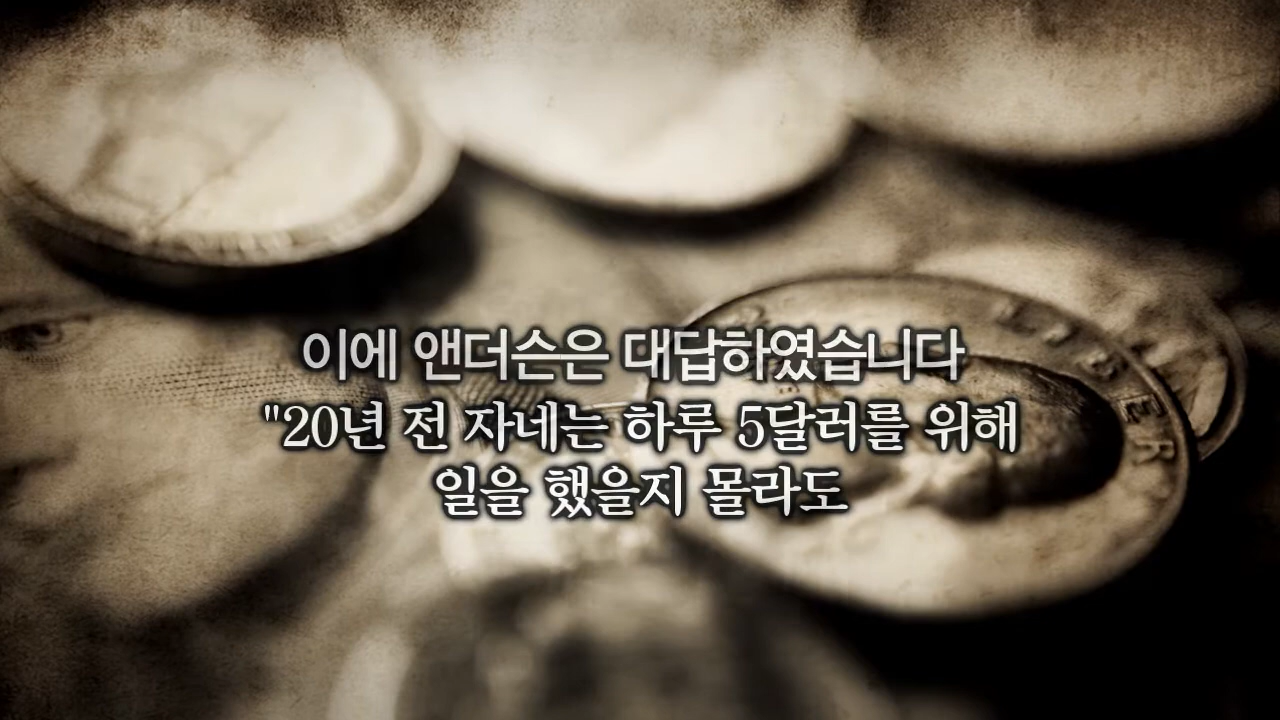 이에 앤더슨은 대답하였습니다
"20년 전 자네는 하루 5달러를 위해
일을 했을지 몰라도